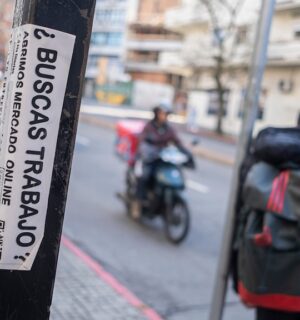 ¿ BUSCAS TRABAJO ?
ABRIMOS MERCADO ONLINE